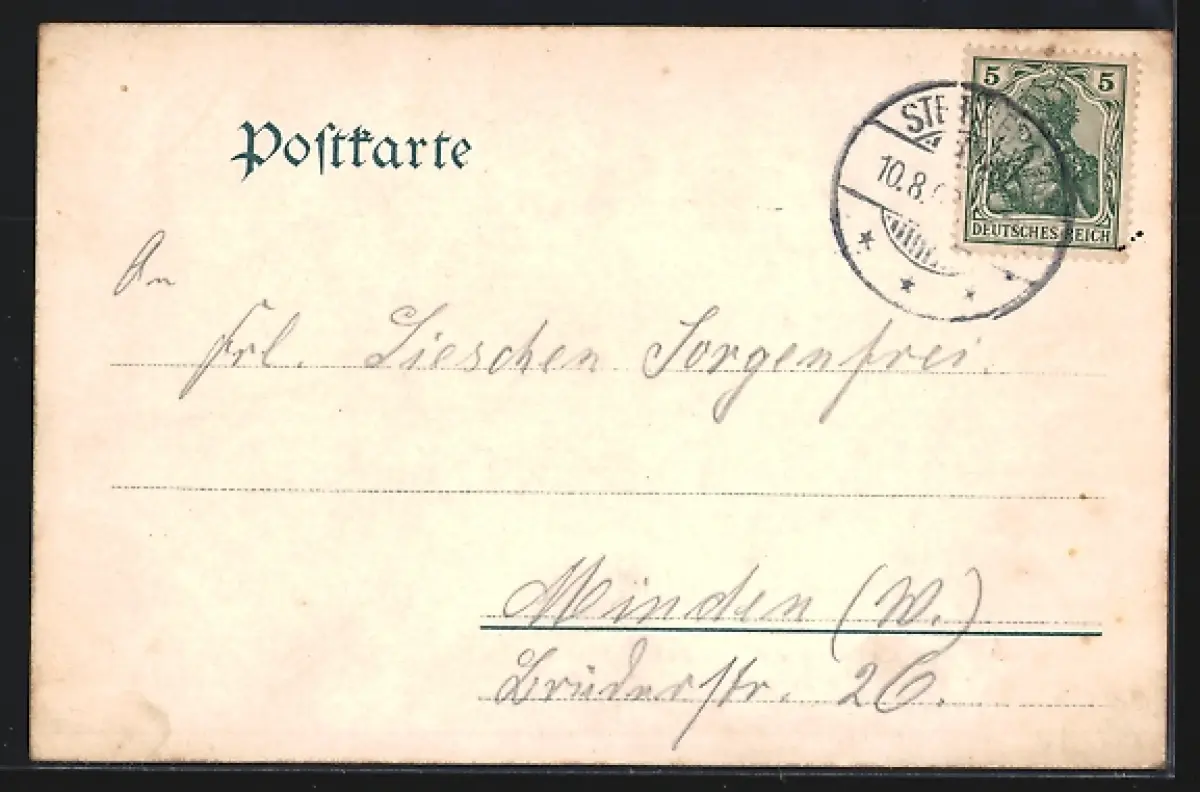 5 5
DEUTSCHES REICH
10.8.
Postkarte
An
Frl. Lieschen Sorgenfrei.
Minden (W.)
Brüderstr. 26.